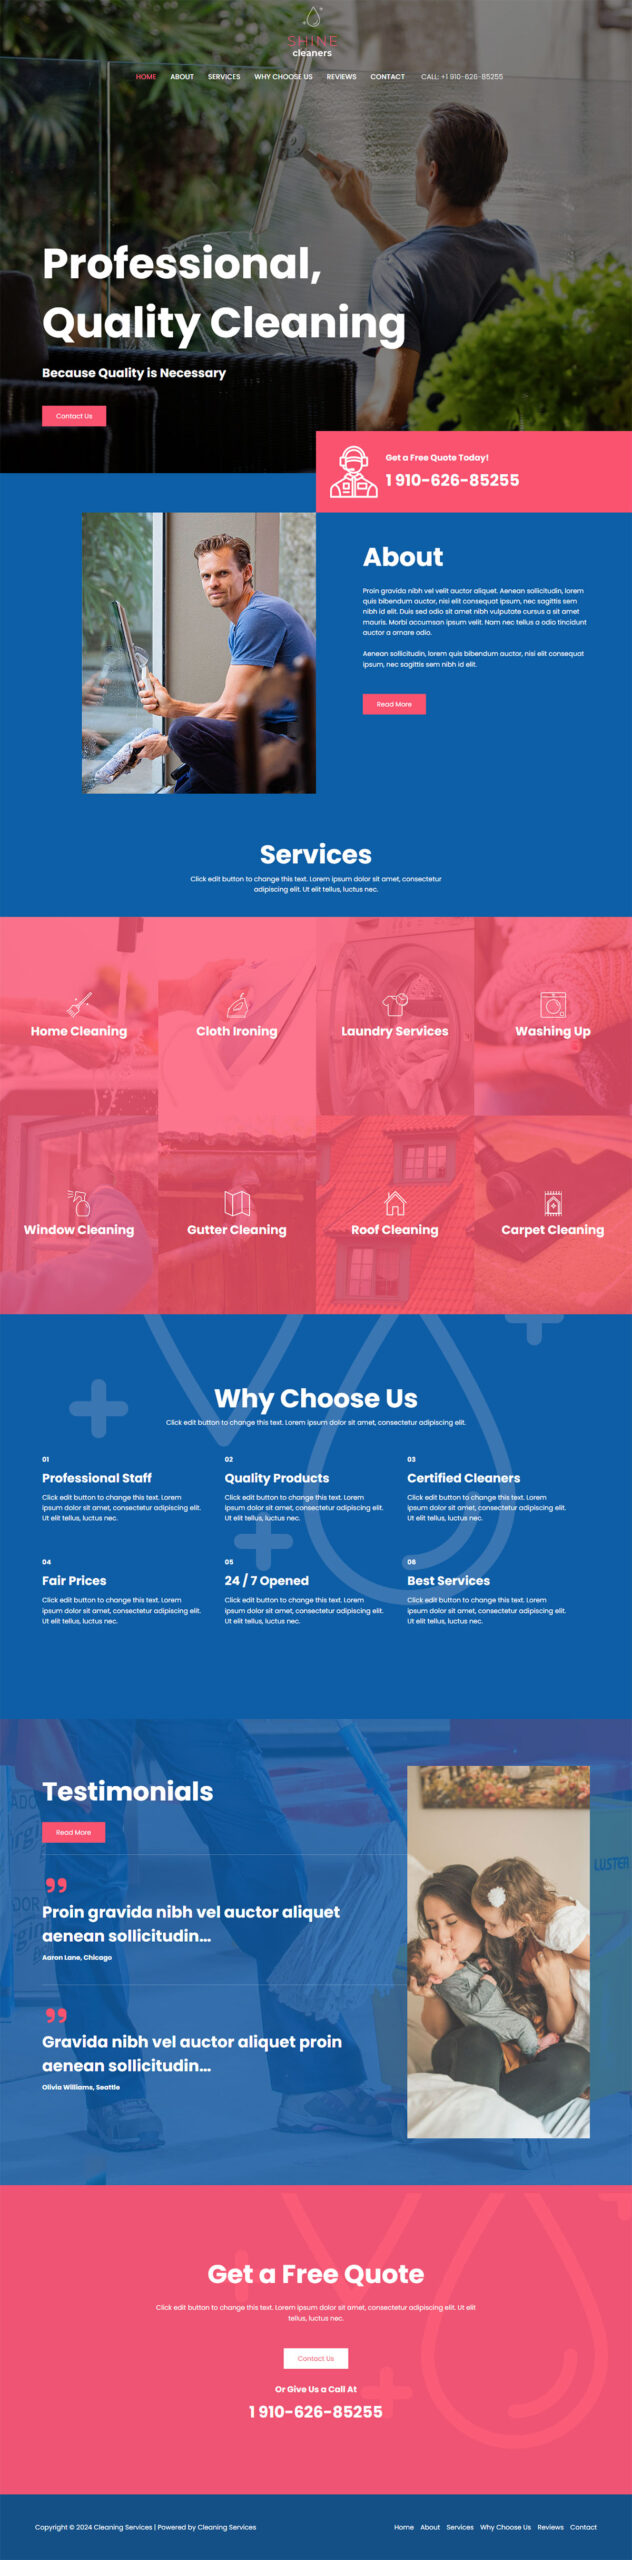 SHINE
cleaners
HOME ABOUT SERVICES WHY CHOOSE US REVIEWS CONTACT CALL: +1 910-626-85255
Professional,
Quality Cleaning
Because Quality is Necessary
Contact Us
Get a Free Quote Today!
1 910-626-85255
About
Proin gravida nibh vel velit auctor aliquet. Aenean sollicitudin, lorem
quis bibendum auctor, nisi elit consequat ipsum, nec sagittis sem
nibh id elit. Duis sed odio sit amet nibh vulputate cursus a sit amet
mauris. Morbi accumsan ipsum velit. Nam nec tellus a odio tincidunt
auctor a ornare odio.
Aenean sollicitudin, lorem quis bibendum auctor, nisi elit consequat
ipsum, nec sagittis sem nibh id elit.
Read More
Services
Click edit button to change this text. Lorem ipsum dolor sit amet, consectetur
adipiscing elit. Ut elit tellus, luctus nec.
Home Cleaning
Cloth Ironing
Laundry Services
Washing Up
Window Cleaning
Gutter Cleaning
Roof Cleaning
Carpet Cleaning
Why Choose Us
Click edit button to change this text. Lorem ipsum dolor sit amet, consectetur adipiscing elit.
01
Professional Staff
Click edit button to change this text. Lorem
ipsum dolor sit amet, consectetur adipiscing elit.
Ut elit tellus, luctus nec.
02
Quality Products
Click edit button to change this text. Lorem
ipsum dolor sit amet, consectetur adipiscing elit.
Ut elit tellus, luctus nec.
03
Certified Cleaners
Click edit button to change this text. Lorem
ipsum dolor sit amet, consectetur adipiscing elit.
Ut elit tellus, luctus nec.
04
Fair Prices
Click edit button to change this text. Lorem
ipsum dolor sit amet, consectetur adipiscing elit.
Ut elit tellus, luctus nec.
05
24 / 7 Opened
Click edit button to change this text. Lorem
ipsum dolor sit amet, consectetur adipiscing elit.
Ut elit tellus, luctus nec.
06
Best Services
Click edit button to change this text. Lorem
ipsum dolor sit amet, consectetur adipiscing elit.
Ut elit tellus, luctus nec.
Testimonials
Read More
Proin gravida nibh vel auctor aliquet
aenean sollicitudin...
Aaron Lane, Chicago
Gravida nibh vel auctor aliquet proin
aenean sollicitudin...
Olivia Williams, Seattle
LUSTER
Get a Free Quote
Click edit button to change this text. Lorem ipsum dolor sit amet, consectetur adipiscing elit. Ut elit
tellus, luctus nec.
Contact Us
Or Give Us a Call At
1 910-626-85255
Copyright © 2024 Cleaning Services | Powered by Cleaning Services
Home About Services Why Choose Us Reviews Contact